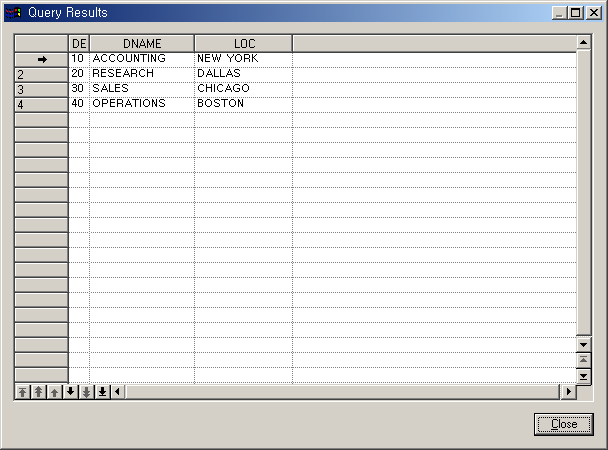 Query Results
DE DNAME LOC
10 ACCOUNTING NEW YORK
2 20 RESEARCH DALLAS
3 30 SALES CHICAGO
4 40 OPERATIONS BOSTON
Close